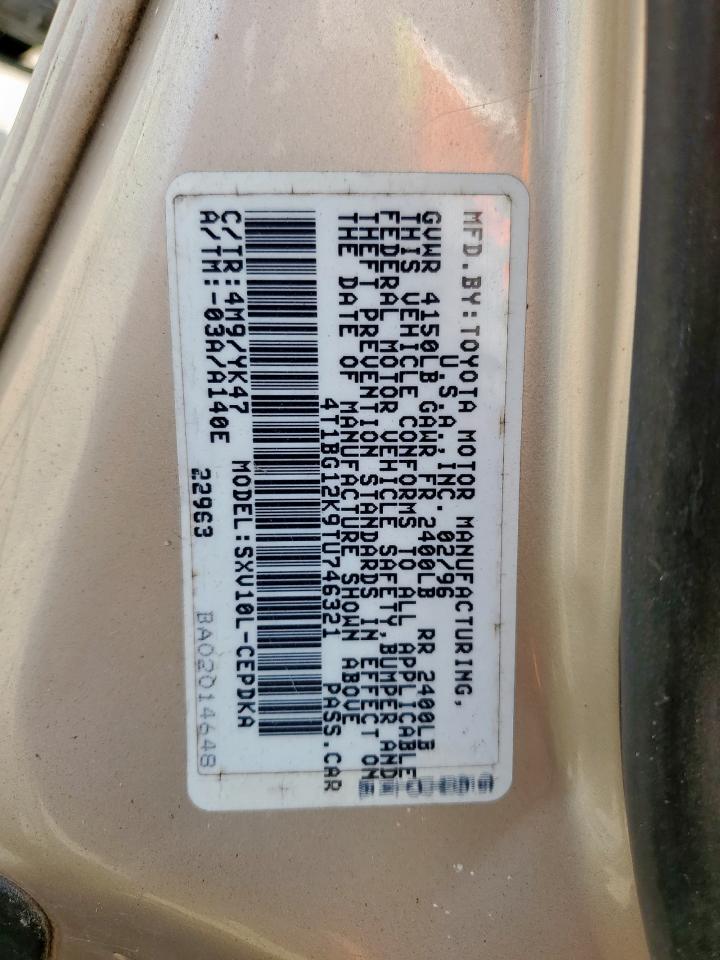 MFD.BY:TOYOTA MOTOR MANUFACTURING,
U.S.A.,INC. 02/96
GVWR 4150LB GAWR FR 2400LB RR 2400LB
THIS VEHICLE CONFORMS TO ALL APPLICABLE
FEDERAL MOTOR VEHICLE SAFETY,BUMPER AND
THEFT PREVENTION STANDARDS IN EFFECT ON
THE DATE OF MANUFACTURE SHOWN ABOVE
4T1BG12K9TU746321 PASS.CAR
C/TR:4M9/YK47 MODEL:SXV10L-CEPDKA
A/TM:-03A/A140E 22963
BA02014648